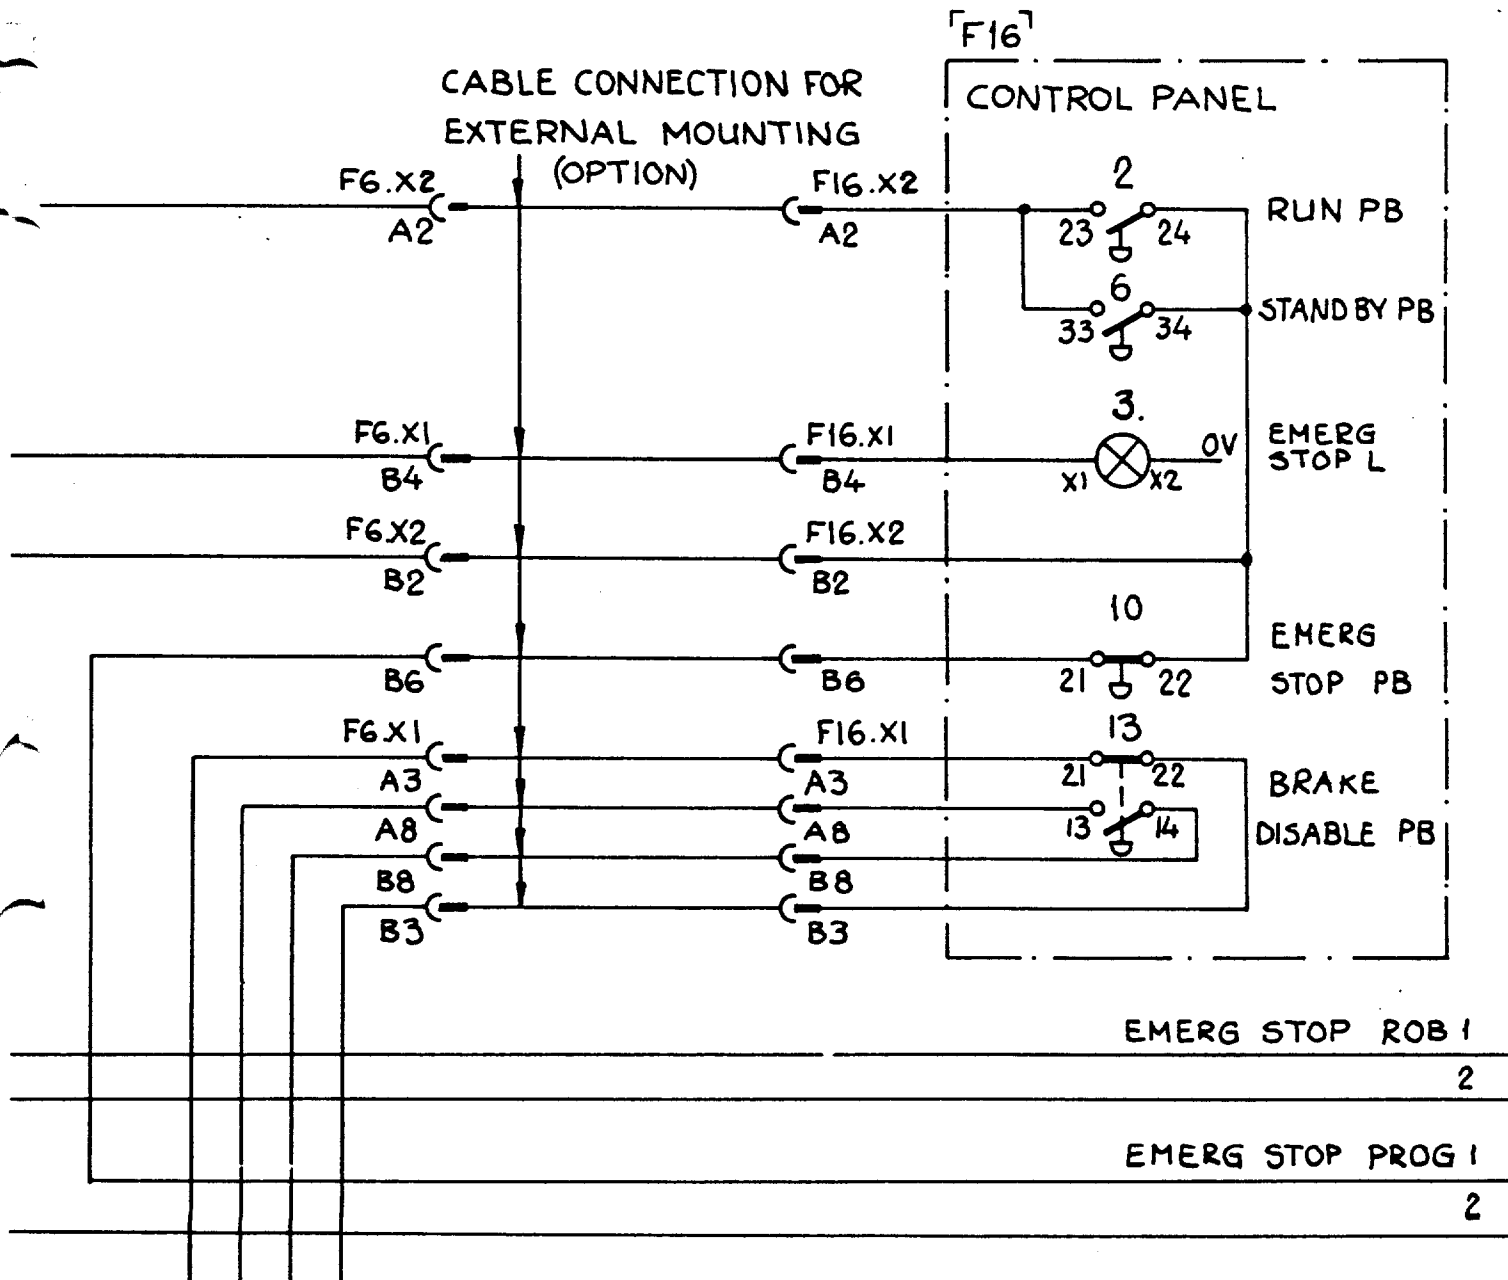 F16
CABLE CONNECTION FOR
EXTERNAL MOUNTING
(OPTION)
CONTROL PANEL
F6.X2
A2
F16.X2
A2
2
23
24
RUN PB
6
33
34
STAND BY PB
F6.X1
B4
F16.X1
B4
3.
X1
X2
0V
EMERG
STOP L
F6.X2
B2
F16.X2
B2
B6
B6
10
21
22
EMERG
STOP PB
F6.X1
A3
F16.X1
A3
13
21
22
A8
A8
13
14
BRAKE
DISABLE PB
B8
B8
B3
B3
EMERG STOP ROB 1
2
EMERG STOP PROG 1
2